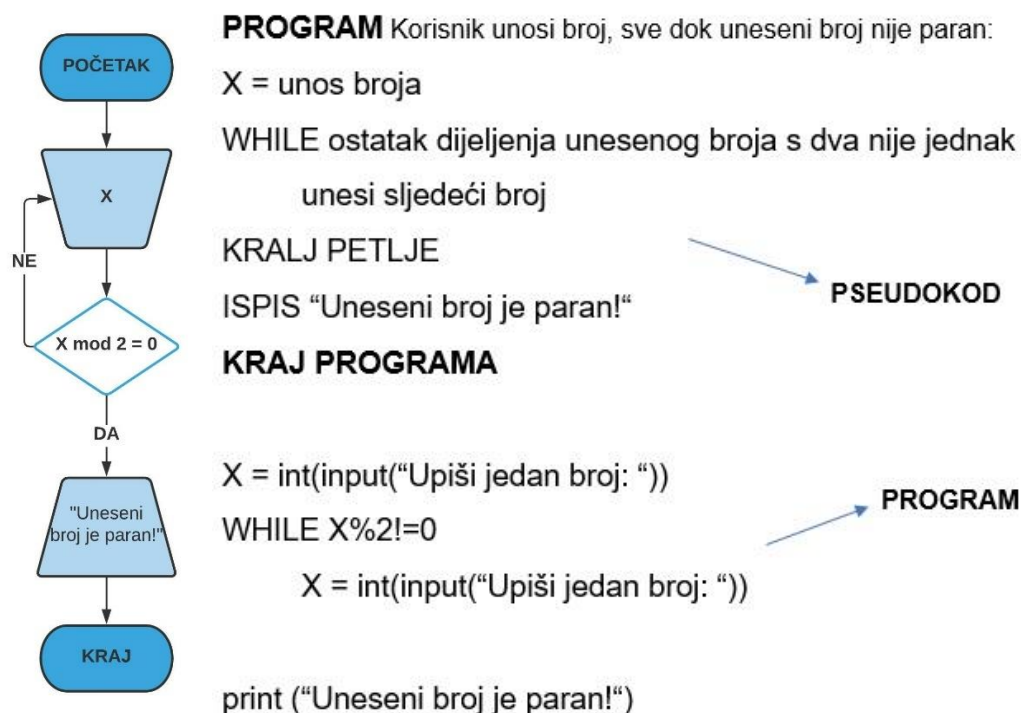 POČETAK
X
NE
X mod 2 = 0
DA
"Uneseni
broj je paran!"
KRAJ
PROGRAM Korisnik unosi broj, sve dok uneseni broj nije paran:
X = unos broja
WHILE ostatak dijeljenja unesenog broja s dva nije jednak
unesi sljedeći broj
KRALJ PETLJE
ISPIS “Uneseni broj je paran!“
KRAJ PROGRAMA
PSEUDOKOD
X = int(input(“Upiši jedan broj: “))
WHILE X%2!=0
X = int(input(“Upiši jedan broj: “))
print (“Uneseni broj je paran!“)
PROGRAM